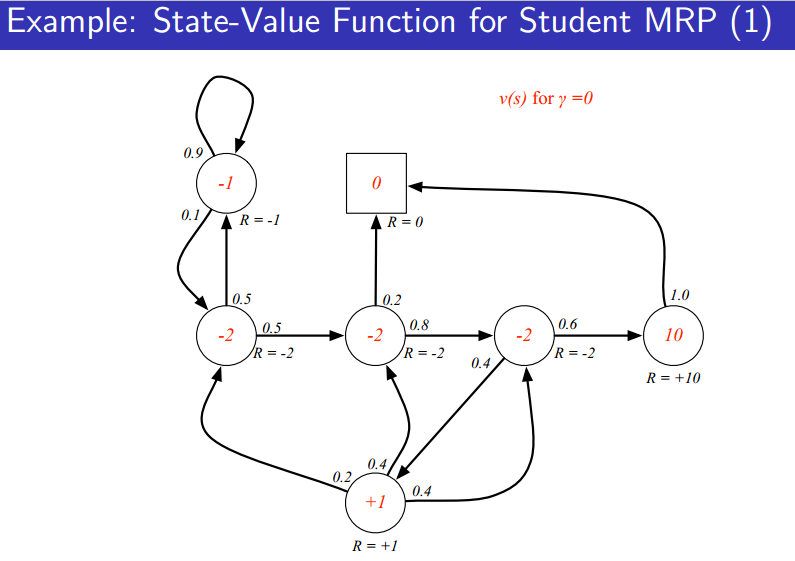 Example: State-Value Function for Student MRP (1)
v(s) for γ =0
0.9
-1
0
0.1
R = -1
R = 0
0.5
0.2
1.0
-2
0.5
R = -2
-2
0.8
R = -2
-2
0.6
R = -2
10
R = +10
0.4
0.4
0.2
+1
0.4
R = +1